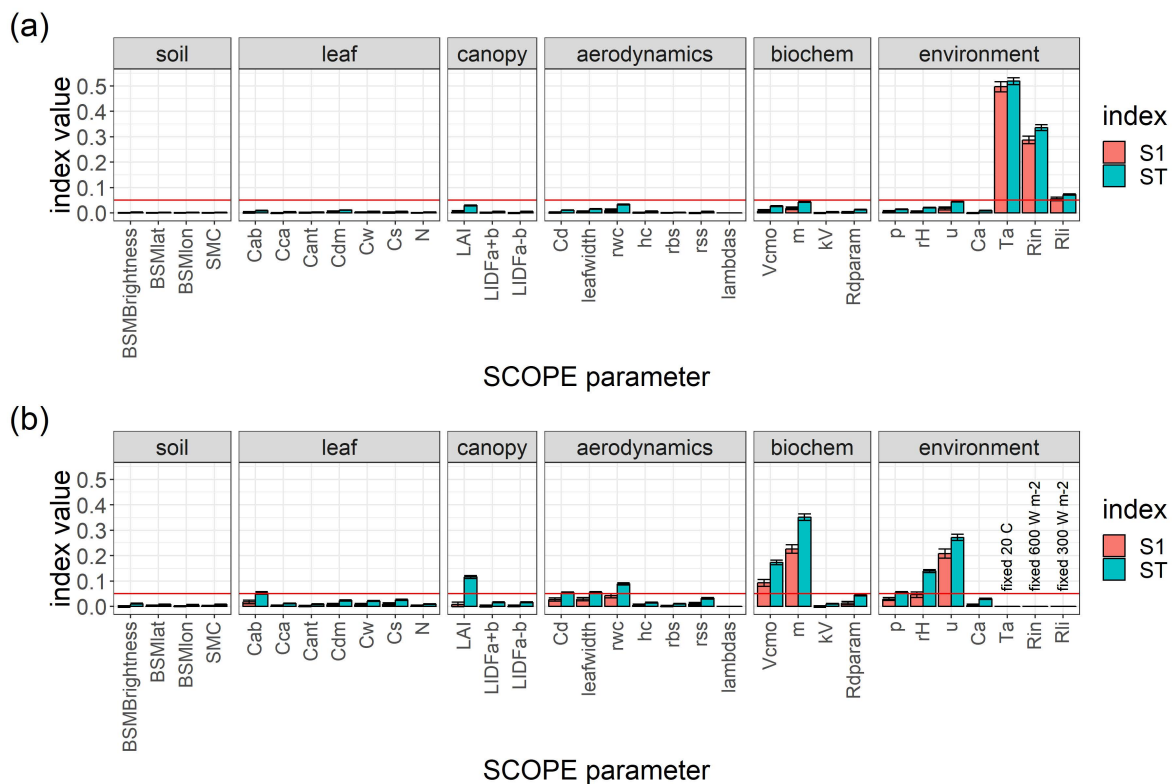 (a)
soil leaf canopy aerodynamics biochem environment
index value
0.5
0.4
0.3
0.2
0.1
0.0
BSMBrightness BSMlat BSMlon SMC Cab Cca Cant Cdm Cw Cs N LAI LIDFa+b LIDFa-b Cd leafwidth rwc hc rbs rss lambdas Vcmo m kV Rdparam p rH u Ca Ta Rin Rli
SCOPE parameter
index
S1
ST
(b)
soil leaf canopy aerodynamics biochem environment
index value
0.5
0.4
0.3
0.2
0.1
0.0
fixed 20 C
fixed 600 W m-2
fixed 300 W m-2
BSMBrightness BSMlat BSMlon SMC Cab Cca Cant Cdm Cw Cs N LAI LIDFa+b LIDFa-b Cd leafwidth rwc hc rbs rss lambdas Vcmo m kV Rdparam p rH u Ca Ta Rin Rli
SCOPE parameter
index
S1
ST